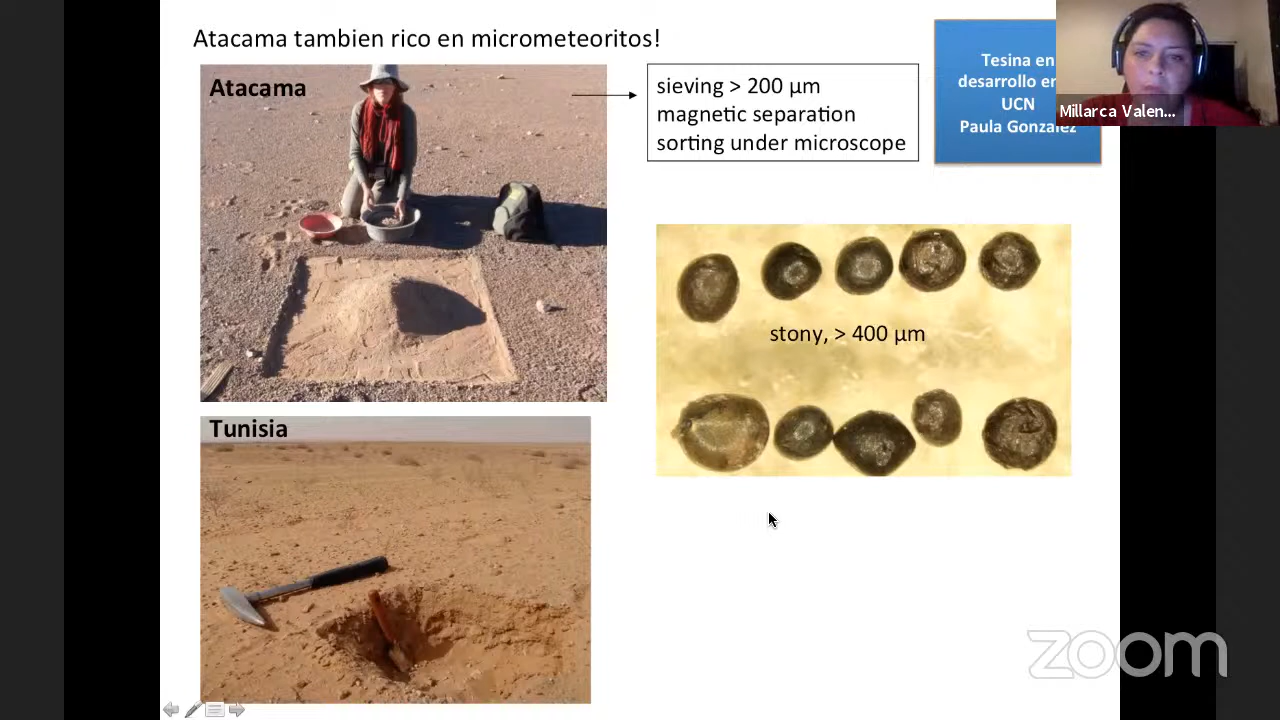 Atacama tambien rico en micrometeoritos!
Atacama
sieving > 200 µm
magnetic separation
sorting under microscope
Tesina en
desarrollo en
UCN
Paula Gonzalez
Millarca Valen...
stony, > 400 µm
Tunisia
zoom